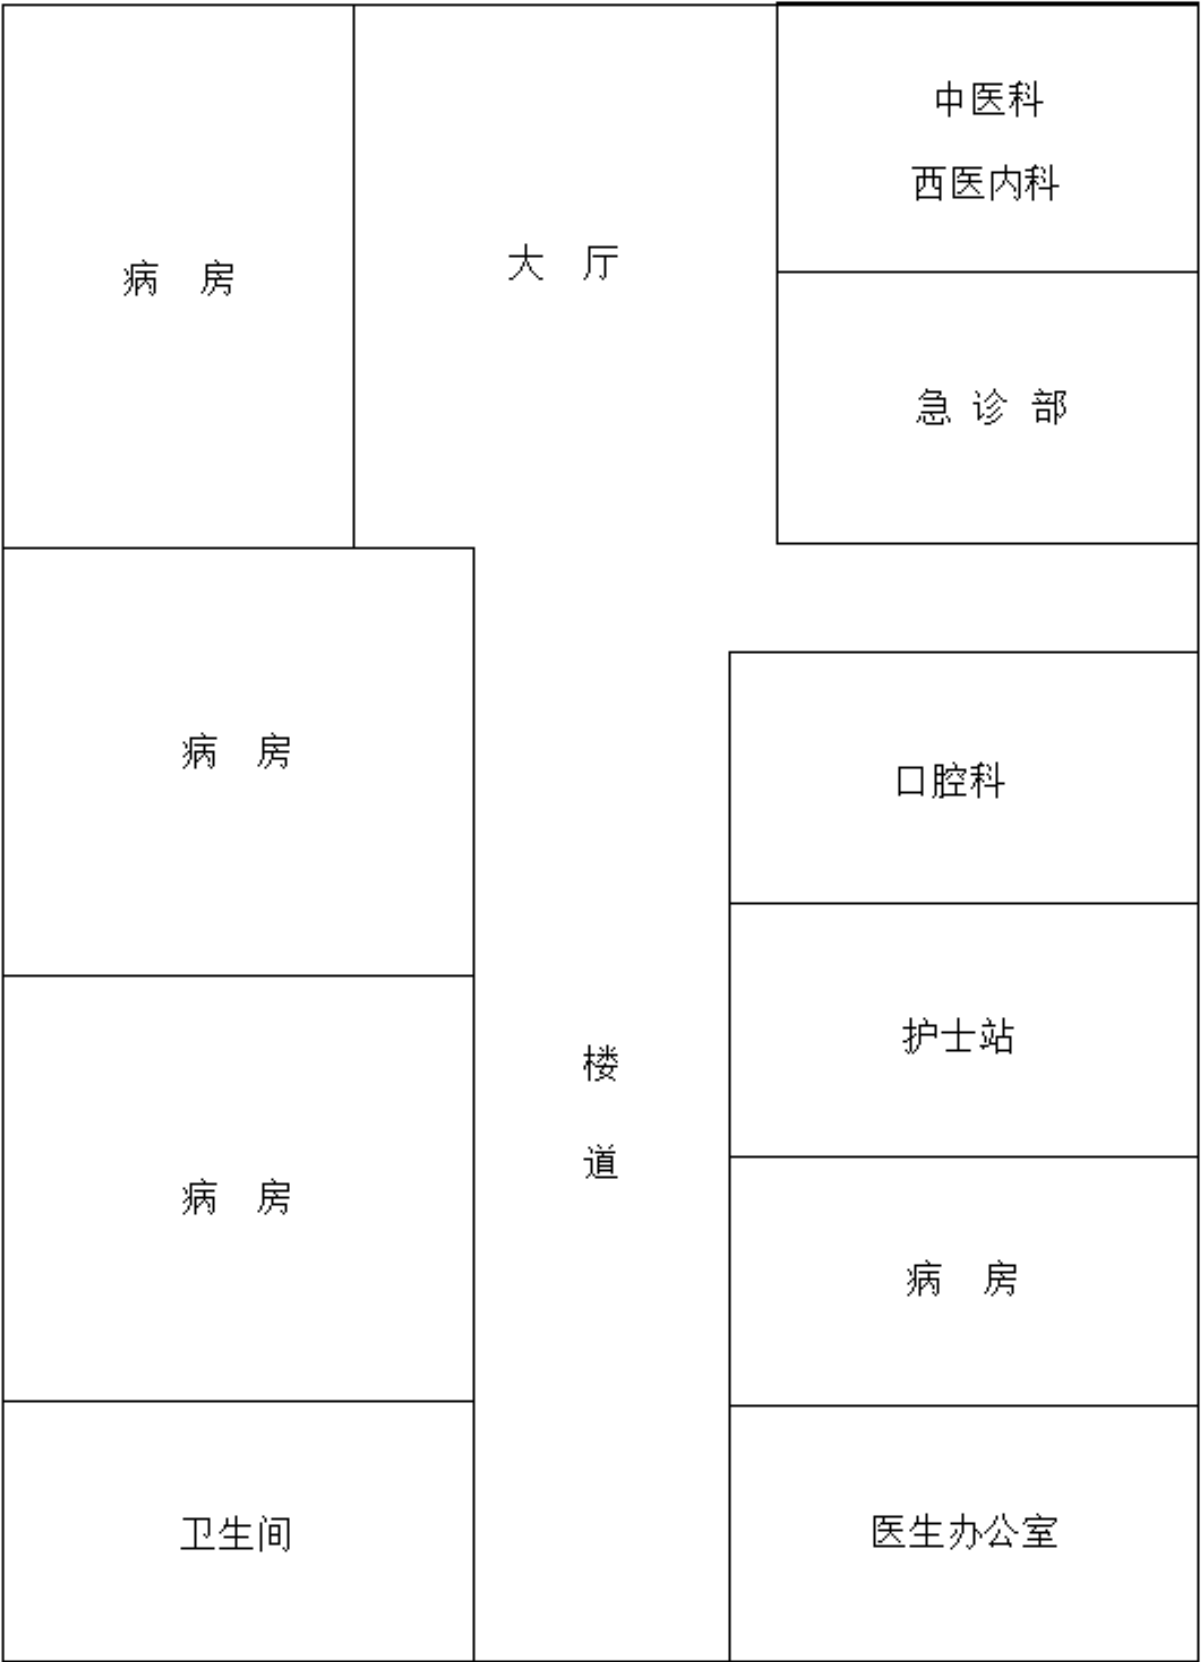 中医科
西医内科
病 房
大 厅
急 诊 部
病 房
口腔科
护士站
楼
道
病 房
病 房
卫生间
医生办公室